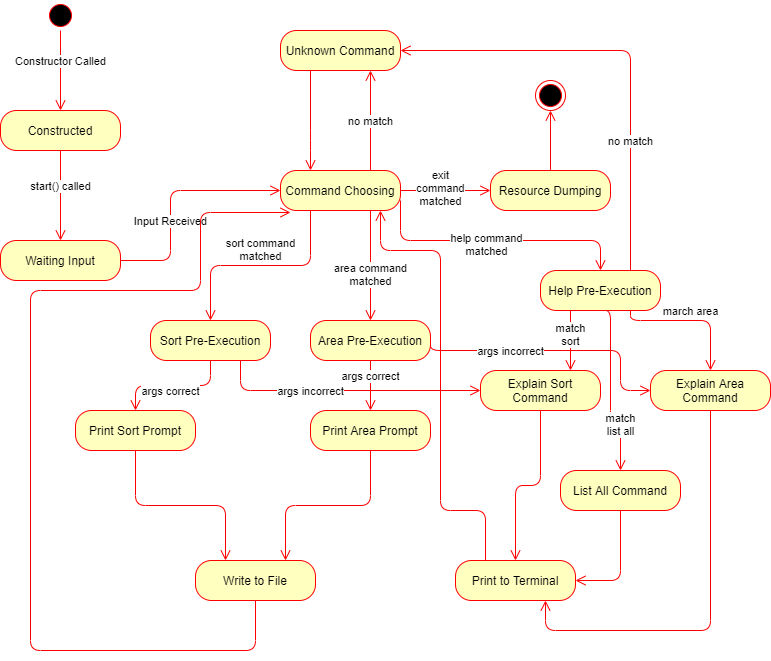 Unknown Command
Constructor Called
no match
Constructed
no match
start() called
exit
command
matched
Command Choosing
Resource Dumping
Input Received
sort command
matched
help command
matched
Waiting Input
area command
matched
Help Pre-Execution
march area
match
sort
Sort Pre-Execution
Area Pre-Execution
args incorrect
args correct
args correct
args incorrect
Explain Sort
Command
Explain Area
Command
match
list all
Print Sort Prompt
Print Area Prompt
List All Command
Write to File
Print to Terminal